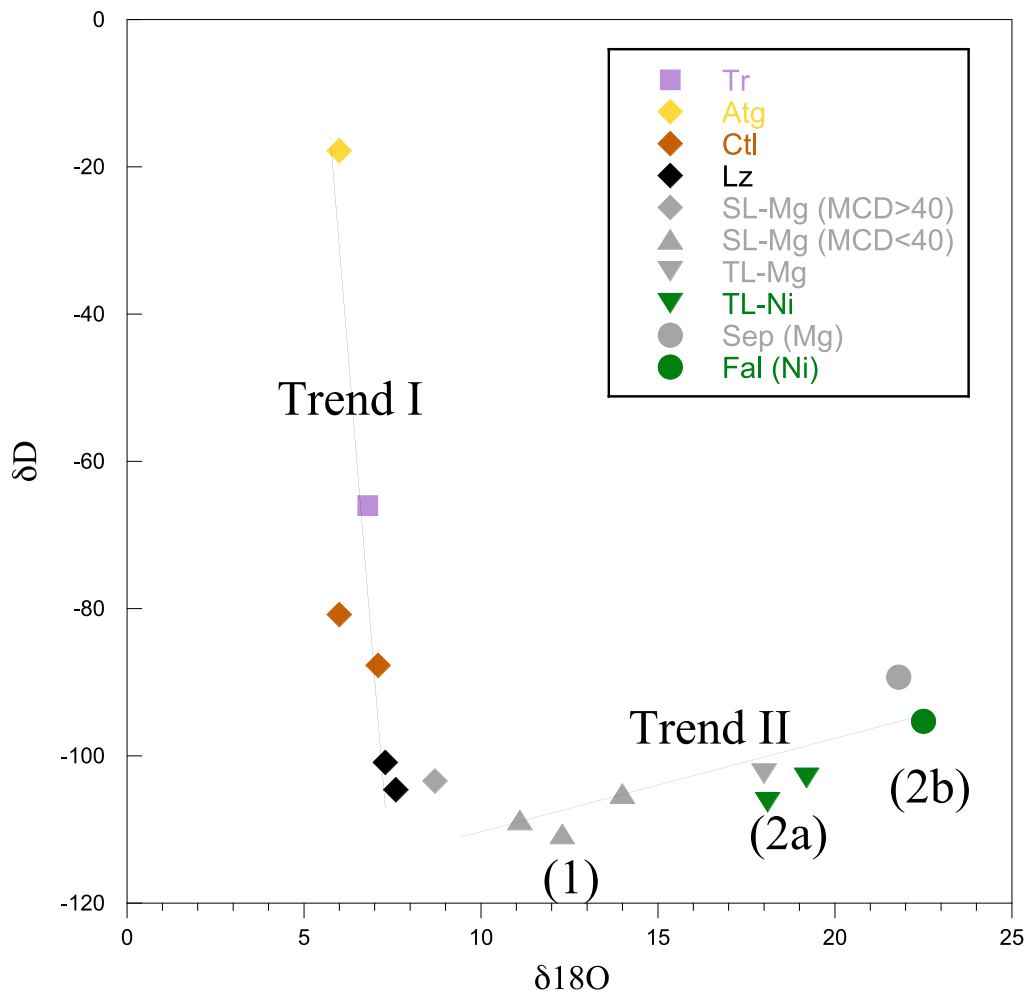 0
Tr
Atg
Ctl
-20
Lz
SL-Mg (MCD>40)
SL-Mg (MCD<40)
TL-Mg
TL-Ni
-40
Sep (Mg)
Fal (Ni)
Trend I
δD
-60
-80
Trend II
-100
(2b)
(2a)
(1)
-120
0 5 10 15 20 25
δ18O